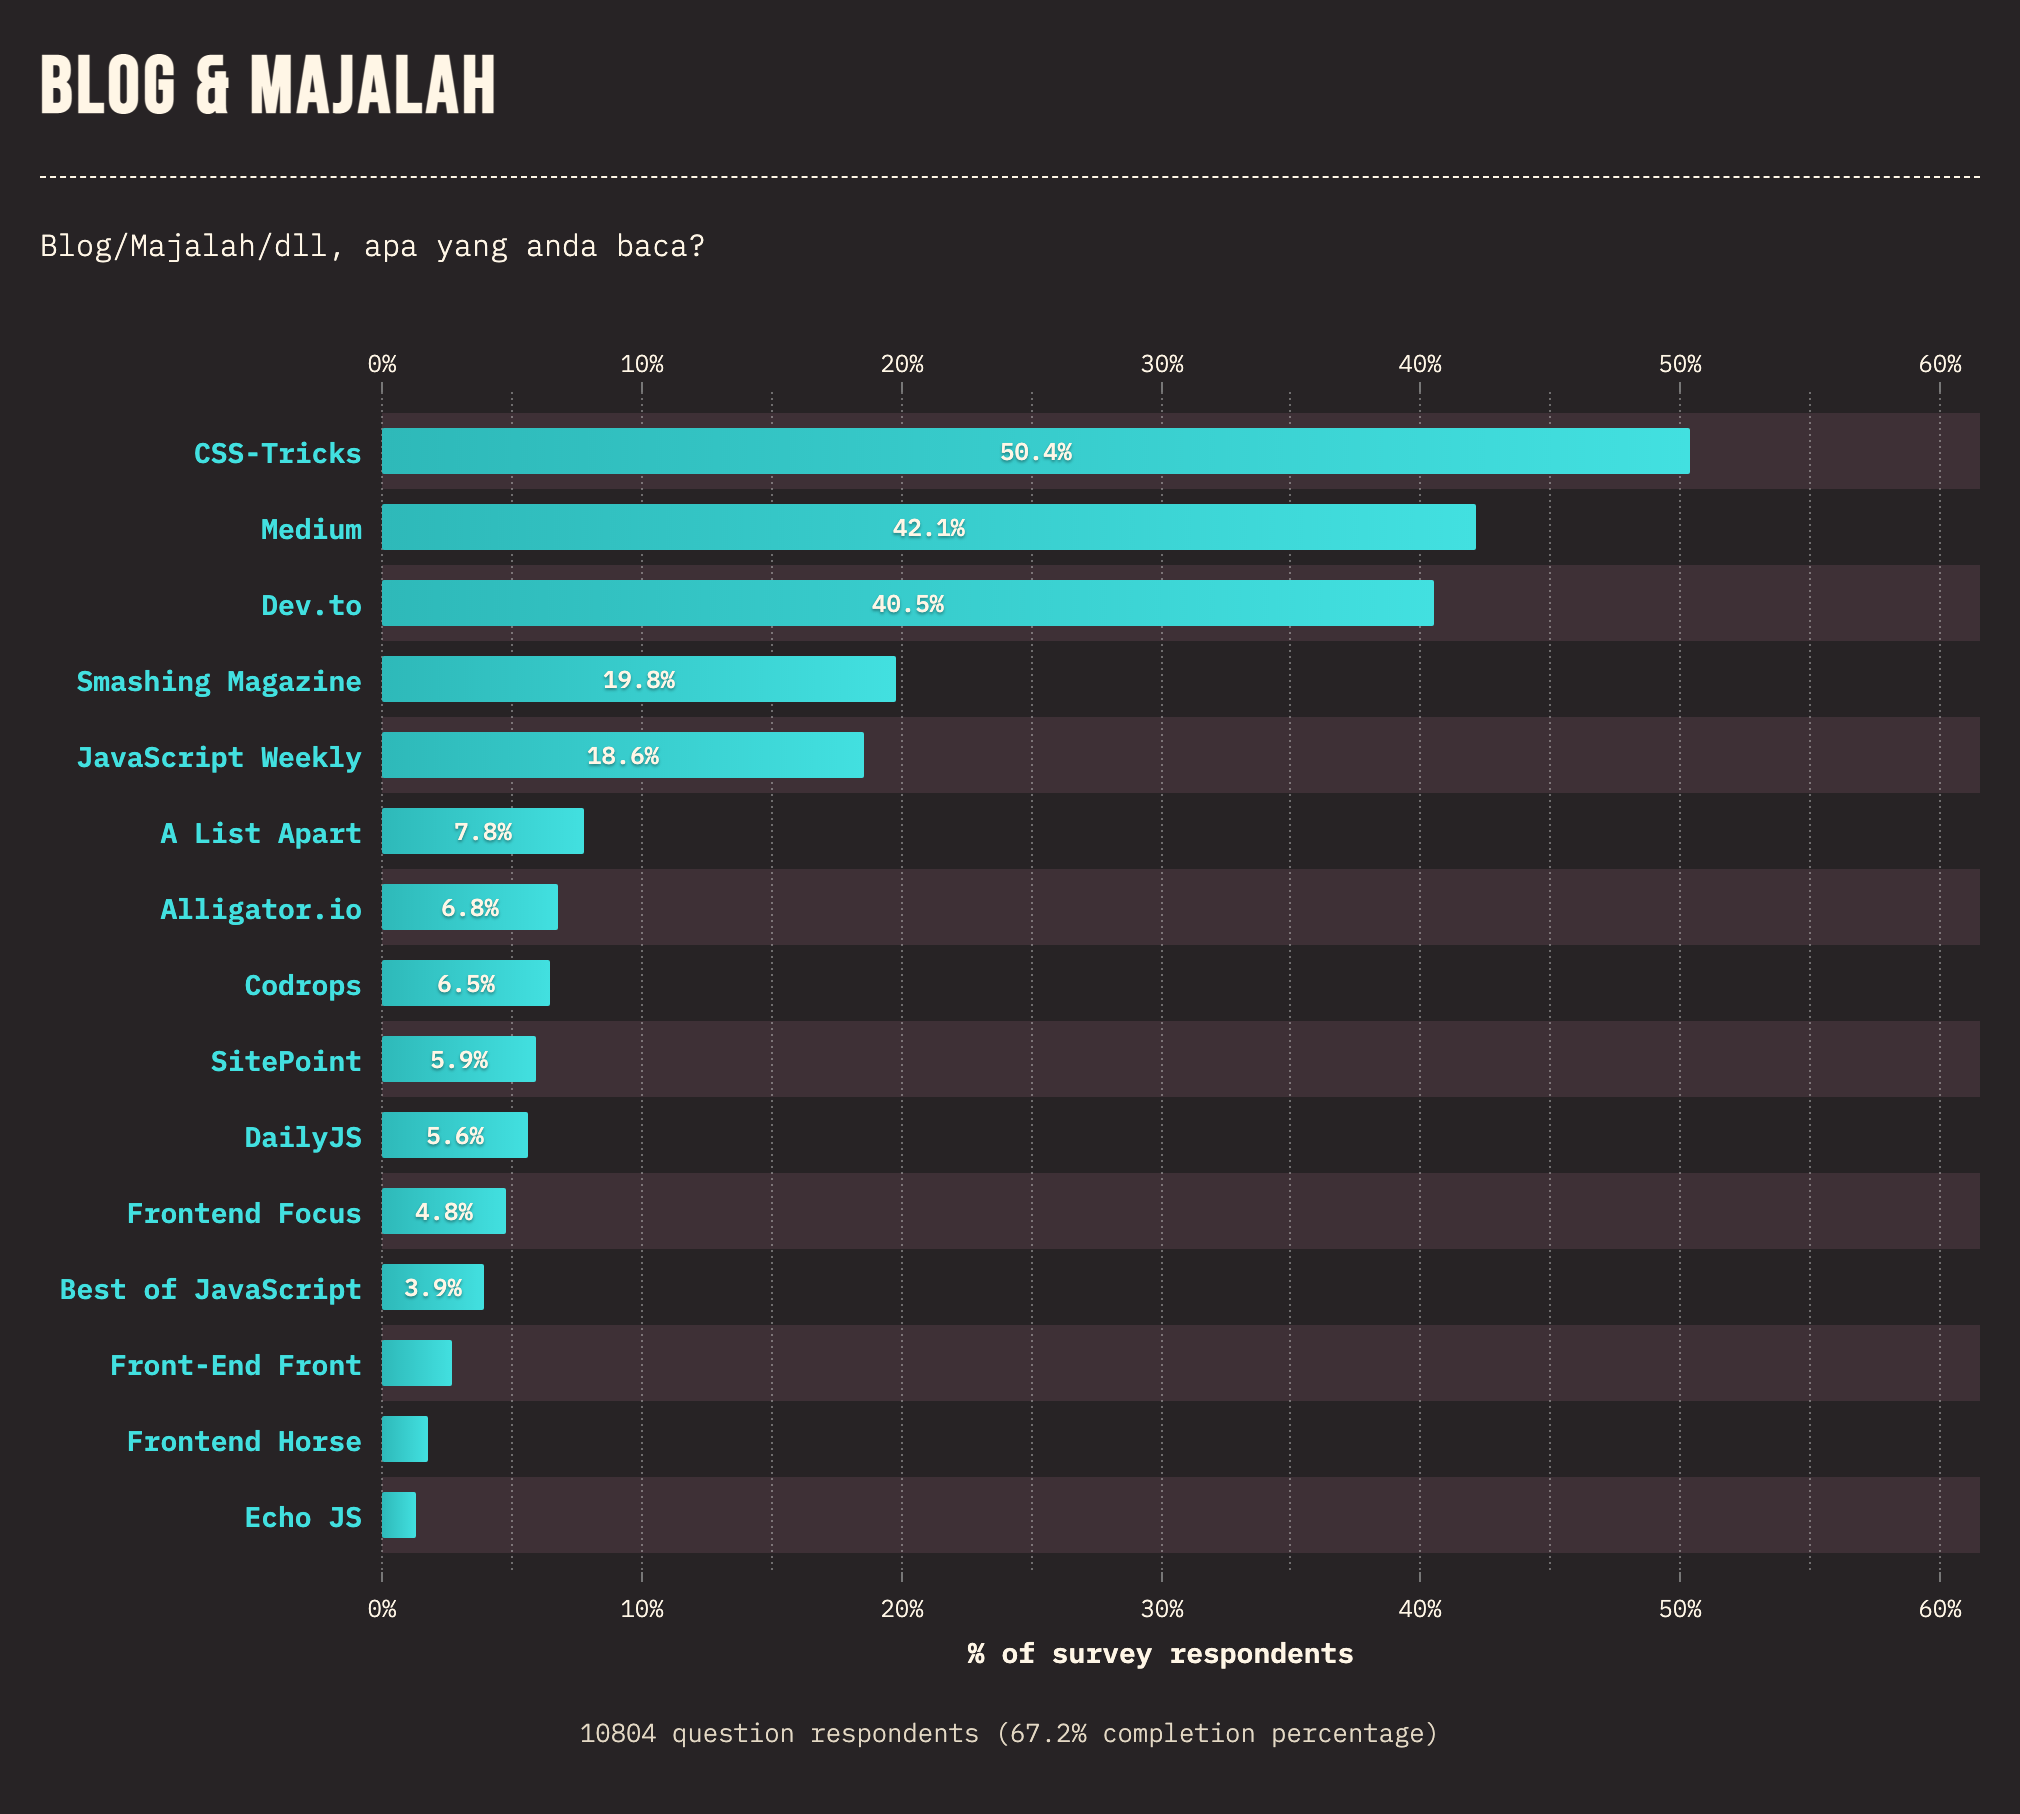 BLOG & MAJALAH
Blog/Majalah/dll, apa yang anda baca?
0% 10% 20% 30% 40% 50% 60%
CSS-Tricks 50.4%
Medium 42.1%
Dev.to 40.5%
Smashing Magazine 19.8%
JavaScript Weekly 18.6%
A List Apart 7.8%
Alligator.io 6.8%
Codrops 6.5%
SitePoint 5.9%
DailyJS 5.6%
Frontend Focus 4.8%
Best of JavaScript 3.9%
Front-End Front
Frontend Horse
Echo JS
0% 10% 20% 30% 40% 50% 60%
% of survey respondents
10804 question respondents (67.2% completion percentage)